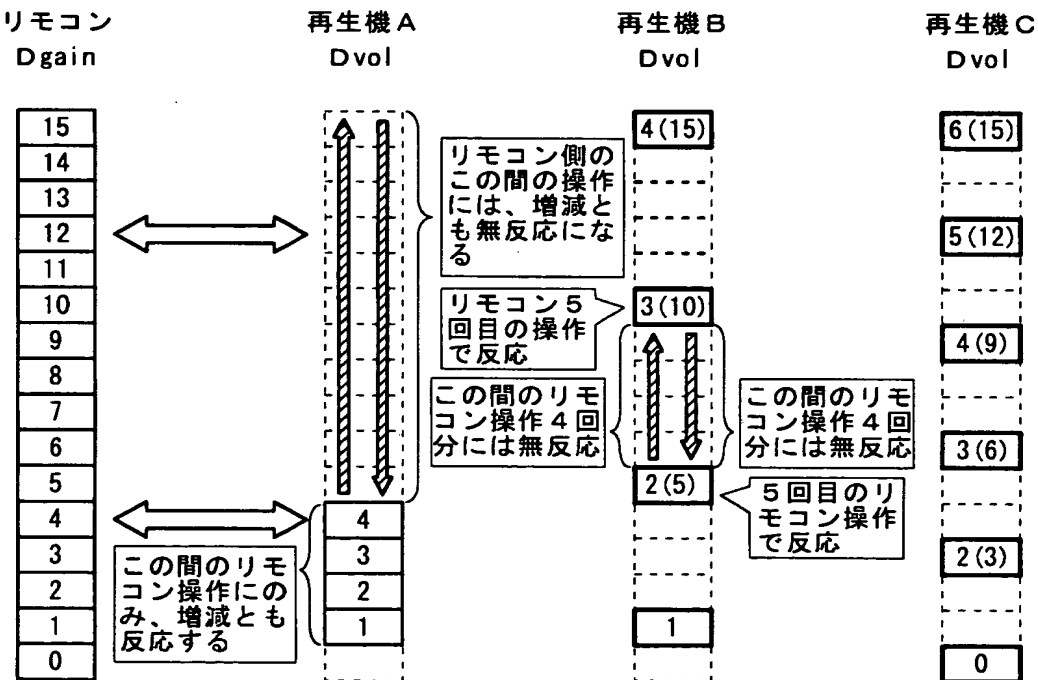 リモコン
Dgain
再生機A
Dvol
再生機B
Dvol
再生機C
Dvol
15
14
13
12
11
10
9
8
7
6
5
4
3
2
1
0
4
3
2
1
リモコン側の
この間の操作
には、増減と
も無反応にな
る
この間のリモ
コン操作にの
み、増減とも
反応する
4(15)
3(10)
2(5)
1
リモコン5
回目の操作
で反応
この間のリモ
コン操作4回
分には無反応
この間のリモ
コン操作4回
分には無反応
5回目のリ
モコン操作
で反応
6(15)
5(12)
4(9)
3(6)
2(3)
0